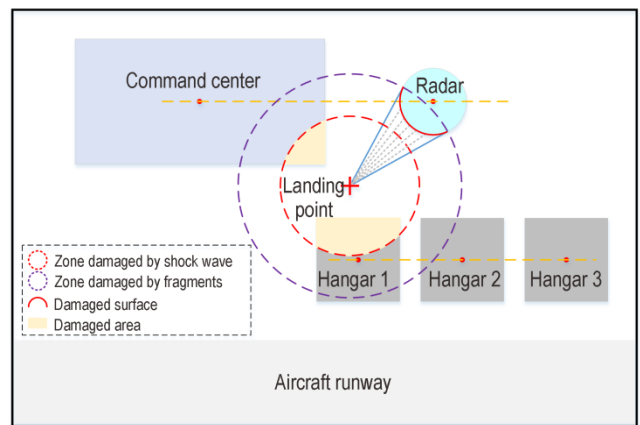 Command center
Radar
Landing
point
Hangar 1
Hangar 2
Hangar 3
Zone damaged by shock wave
Zone damaged by fragments
Damaged surface
Damaged area
Aircraft runway